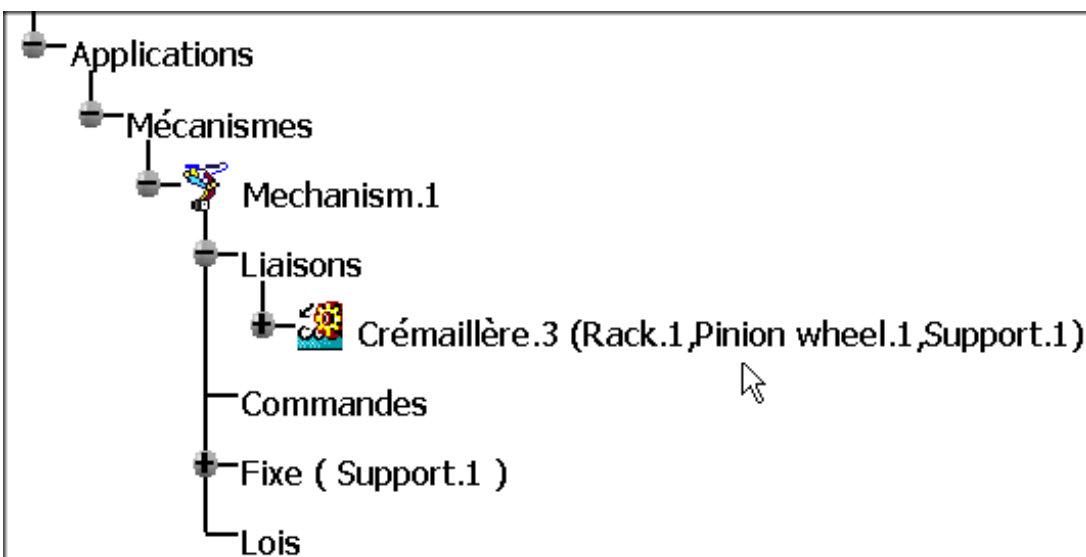 Applications
Mécanismes
Mechanism.1
Liaisons
Crémaillère.3 (Rack.1,Pinion wheel.1,Support.1)
Commandes
Fixe ( Support.1 )
Lois